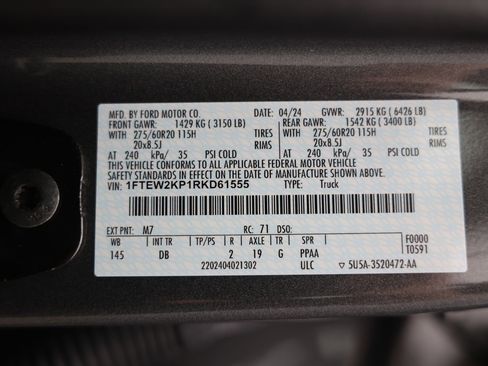 MFD. BY FORD MOTOR CO. DATE: 04/24 GVWR: 2915 KG ( 6426 LB)
FRONT GAWR: 1429 KG ( 3150 LB) REAR GAWR: 1542 KG ( 3400 LB)
WITH 275/60R20 115H TIRES WITH 275/60R20 115H TIRES
20x8.5J RIMS 20x8.5J RIMS
AT 240 kPa/ 35 PSI COLD AT 240 kPa/ 35 PSI COLD
THIS VEHICLE CONFORMS TO ALL APPLICABLE FEDERAL MOTOR VEHICLE
SAFETY STANDARDS IN EFFECT ON THE DATE OF MANUFACTURE SHOWN ABOVE.
VIN: 1FTEW2KP1RKD61555 TYPE: Truck
EXT PNT: M7 RC: 71 DSO:
WB INT TR TP/PS R AXLE TR SPR F0000
145 DB 2 19 G PPAA T0591
2202404021302 ULC ▽ 5U5A-3520472-AA